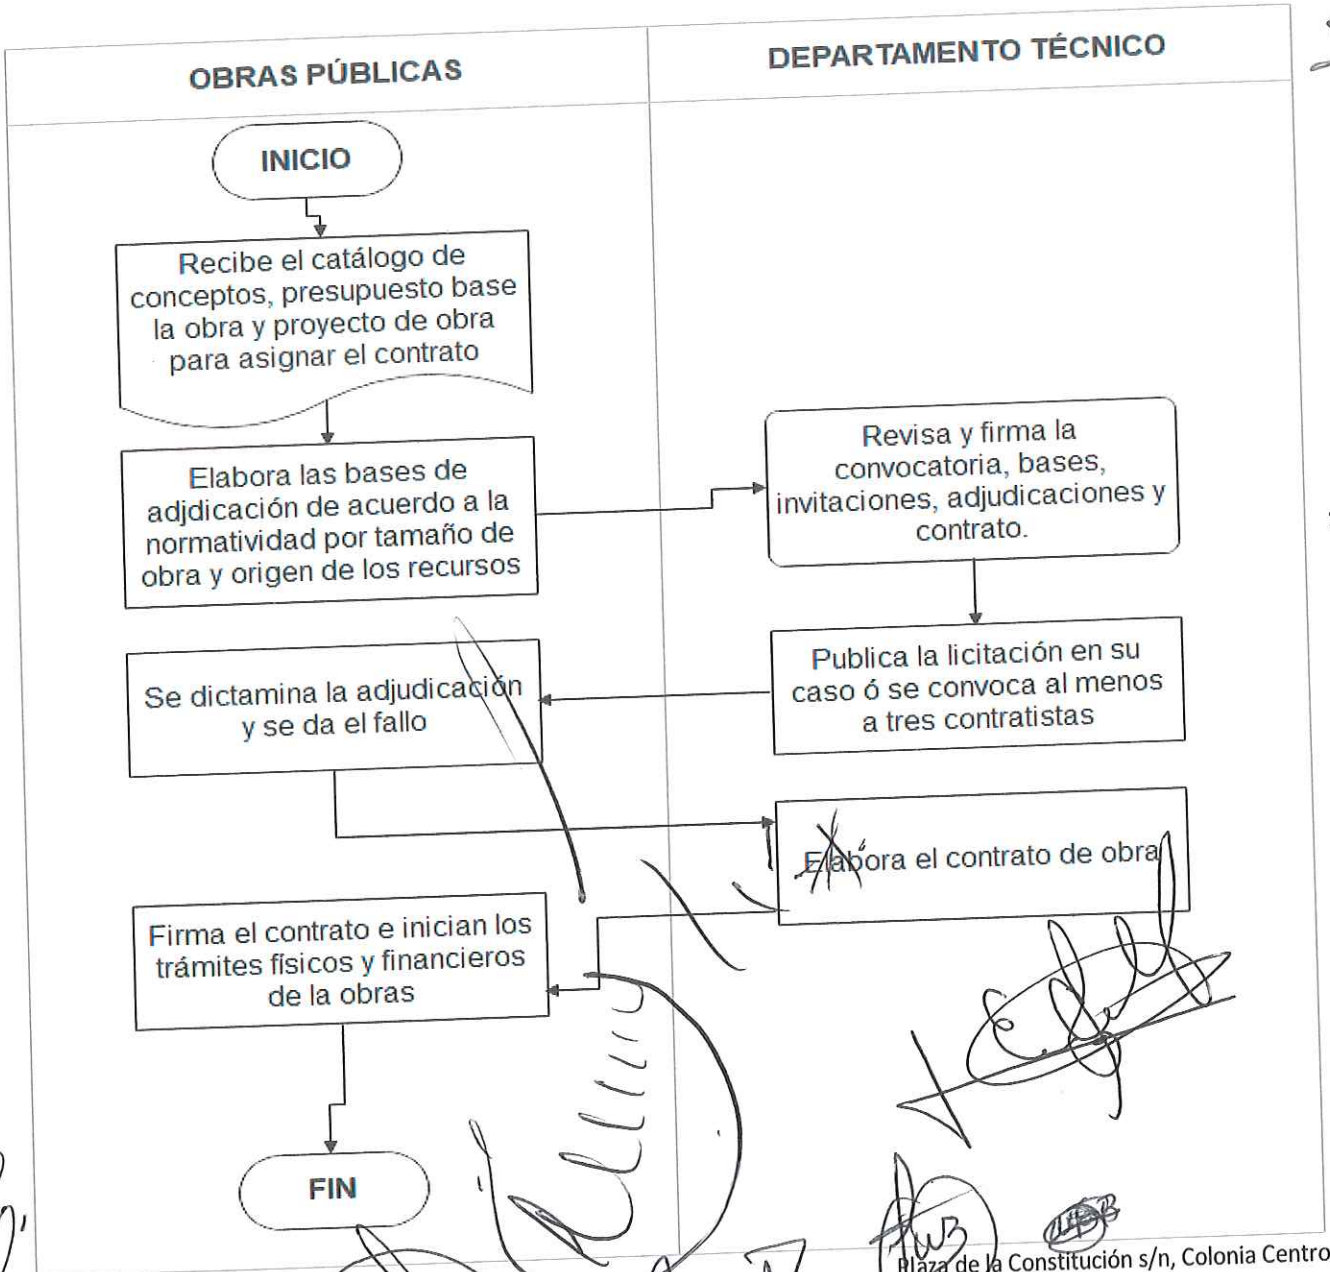 OBRAS PÚBLICAS
DEPARTAMENTO TÉCNICO
INICIO
Recibe el catálogo de
conceptos, presupuesto base
la obra y proyecto de obra
para asignar el contrato
Elabora las bases de
adjdicación de acuerdo a la
normatividad por tamaño de
obra y origen de los recursos
Revisa y firma la
convocatoria, bases,
invitaciones, adjudicaciones y
contrato.
Publica la licitación en su
caso ó se convoca al menos
a tres contratistas
Se dictamina la adjudicación
y se da el fallo
Elabora el contrato de obra
Firma el contrato e inician los
trámites físicos y financieros
de la obras
FIN
Plaza de la Constitución s/n, Colonia Centro